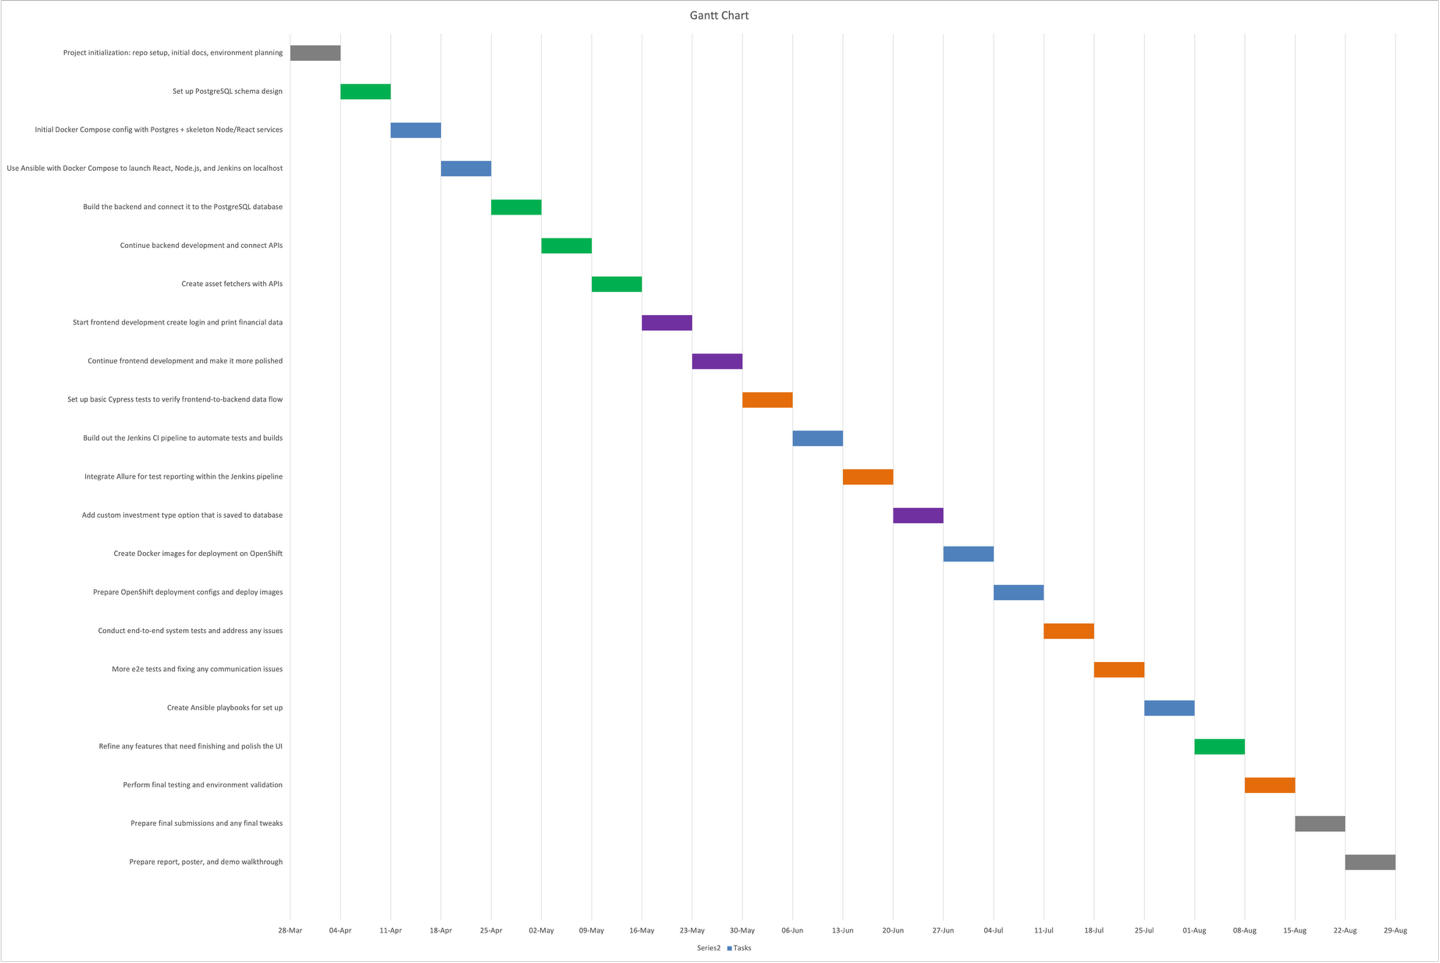 Gantt Chart
Project initialization: repo setup, initial docs, environment planning
Set up PostgreSQL schema design
Initial Docker Compose config with Postgres + skeleton Node/React services
Use Ansible with Docker Compose to launch React, Node.js, and Jenkins on localhost
Build the backend and connect it to the PostgreSQL database
Continue backend development and connect APIs
Create asset fetchers with APIs
Start frontend development create login and print financial data
Continue frontend development and make it more polished
Set up basic Cypress tests to verify frontend-to-backend data flow
Build out the Jenkins CI pipeline to automate tests and builds
Integrate Allure for test reporting within the Jenkins pipeline
Add custom investment type option that is saved to database
Create Docker images for deployment on OpenShift
Prepare OpenShift deployment configs and deploy images
Conduct end-to-end system tests and address any issues
More e2e tests and fixing any communication issues
Create Ansible playbooks for set up
Refine any features that need finishing and polish the UI
Perform final testing and environment validation
Prepare final submissions and any final tweaks
Prepare report, poster, and demo walkthrough
28-Mar 04-Apr 11-Apr 18-Apr 25-Apr 02-May 09-May 16-May 23-May 30-May 06-Jun 13-Jun 20-Jun 27-Jun 04-Jul 11-Jul 18-Jul 25-Jul 01-Aug 08-Aug 15-Aug 22-Aug 29-Aug
Series2 Tasks